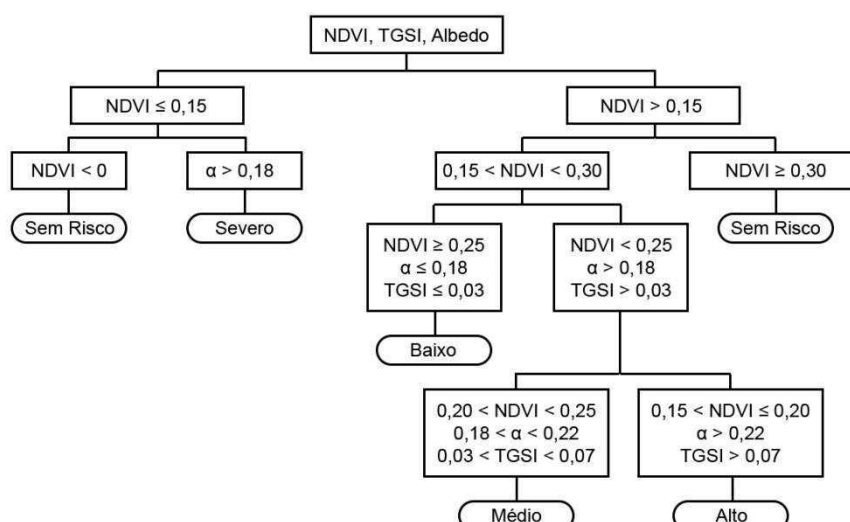 NDVI, TGSI, Albedo
NDVI ≤ 0,15
NDVI > 0,15
NDVI < 0
α > 0,18
0,15 < NDVI < 0,30
NDVI ≥ 0,30
Sem Risco
Severo
Sem Risco
NDVI ≥ 0,25
α ≤ 0,18
TGSI ≤ 0,03
NDVI < 0,25
α > 0,18
TGSI > 0,03
Baixo
0,20 < NDVI < 0,25
0,18 < α < 0,22
0,03 < TGSI < 0,07
0,15 < NDVI ≤ 0,20
α > 0,22
TGSI > 0,07
Médio
Alto